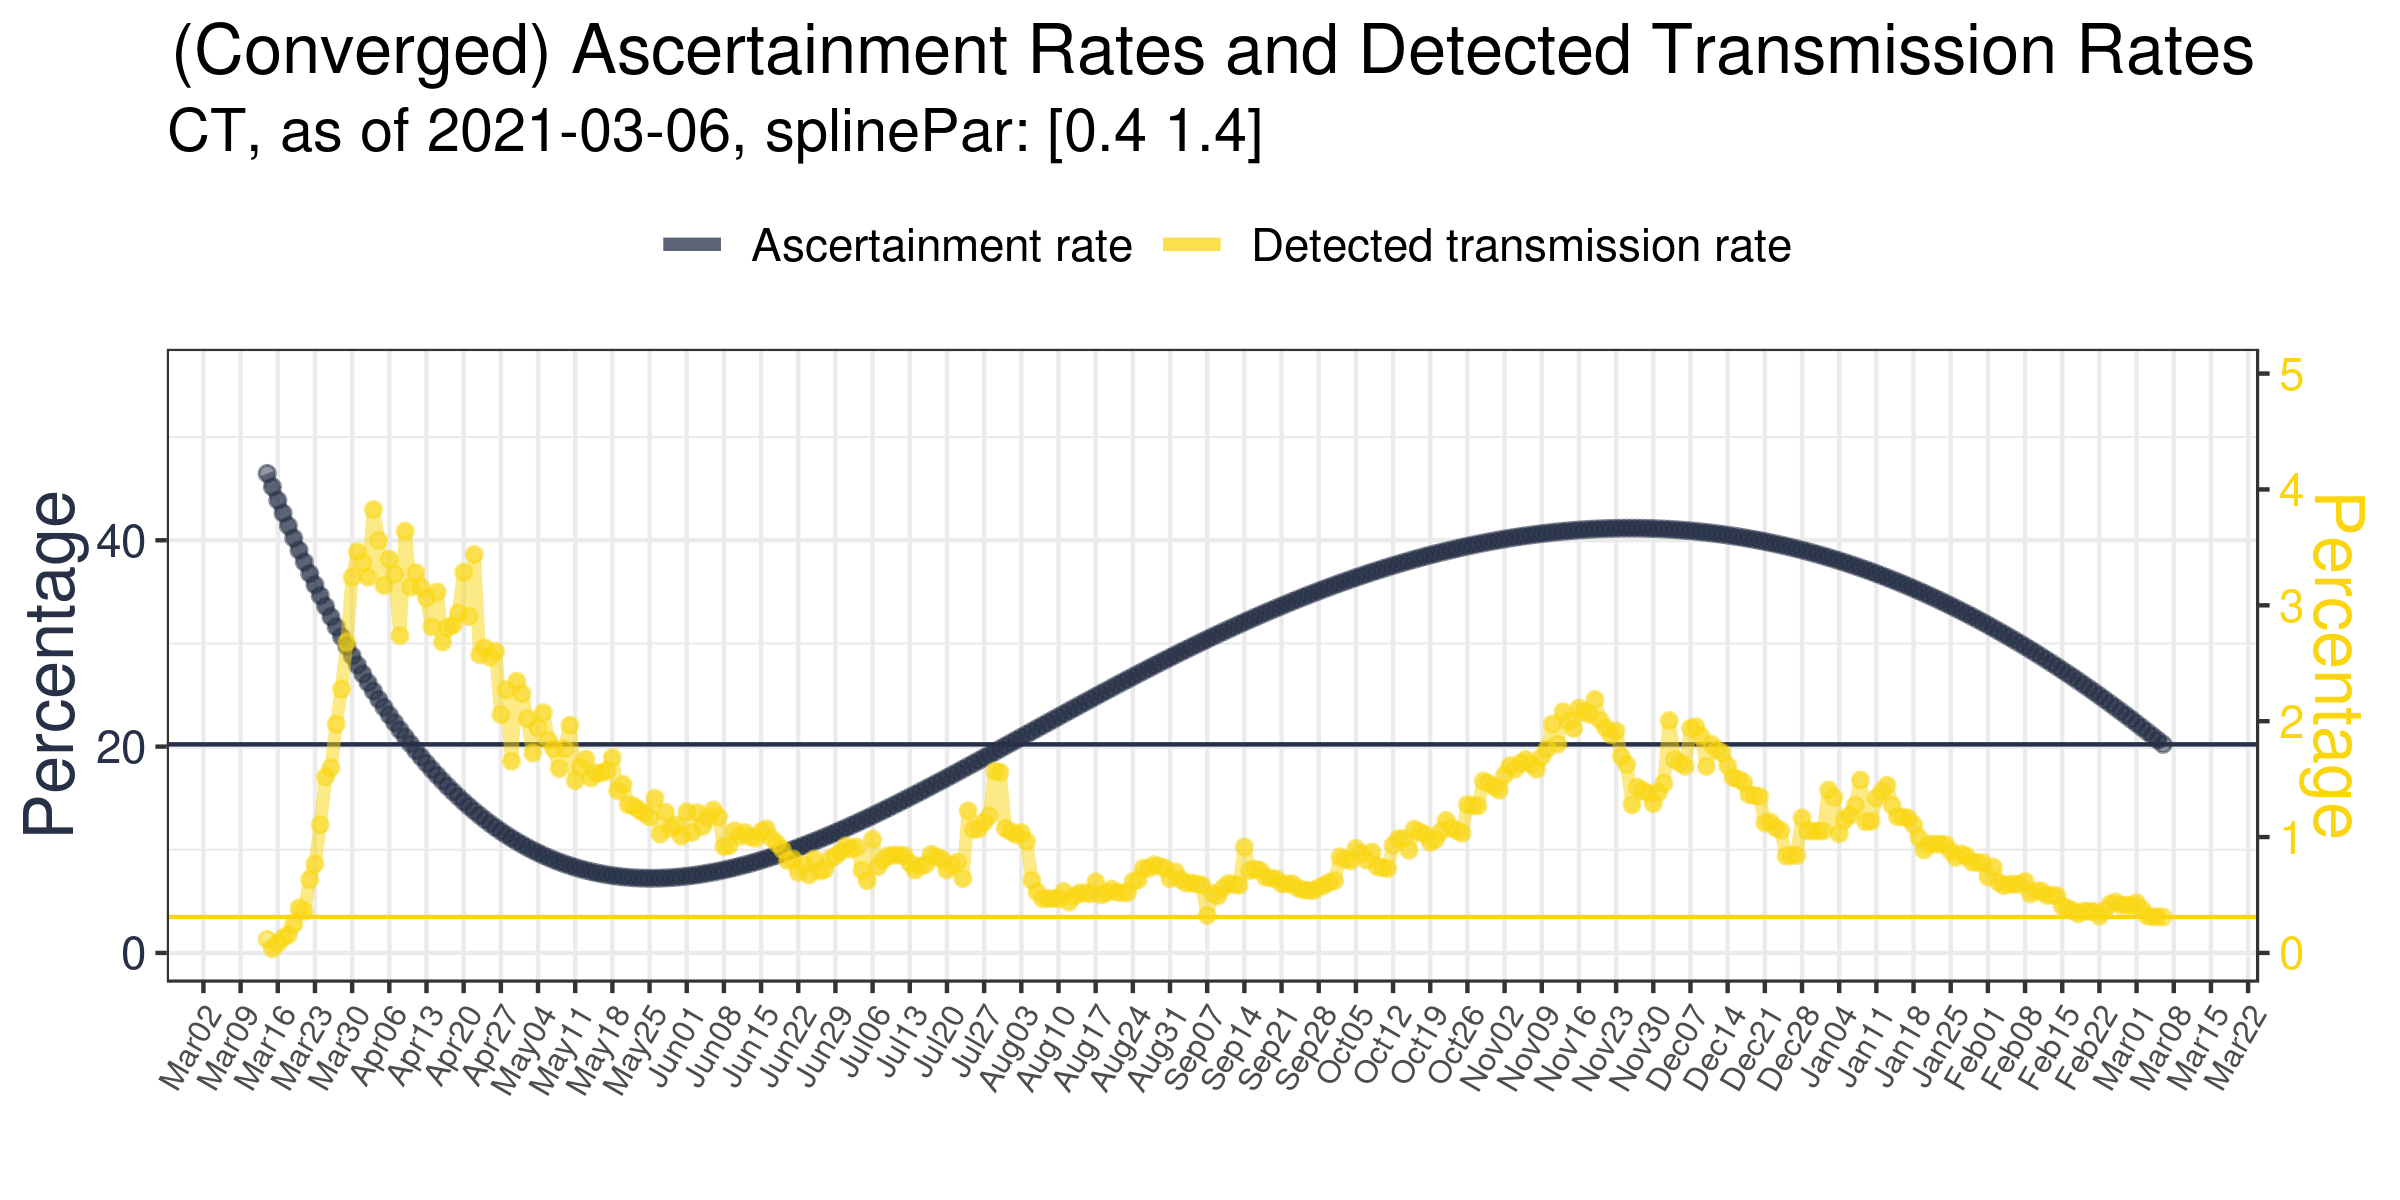 (Converged) Ascertainment Rates and Detected Transmission Rates
CT, as of 2021-03-06, splinePar: [0.4 1.4]
Ascertainment rate Detected transmission rate
Percentage
40
20
0
5
4
3
2
1
0
Percentage
Mar02 Mar09 Mar16 Mar23 Mar30 Apr06 Apr13 Apr20 Apr27 May04 May11 May18 May25 Jun01 Jun08 Jun15 Jun22 Jun29 Jul06 Jul13 Jul20 Jul27 Aug03 Aug10 Aug17 Aug24 Aug31 Sep07 Sep14 Sep21 Sep28 Oct05 Oct12 Oct19 Oct26 Nov02 Nov09 Nov16 Nov23 Nov30 Dec07 Dec14 Dec21 Dec28 Jan04 Jan11 Jan18 Jan25 Feb01 Feb08 Feb15 Feb22 Mar01 Mar08 Mar15 Mar22